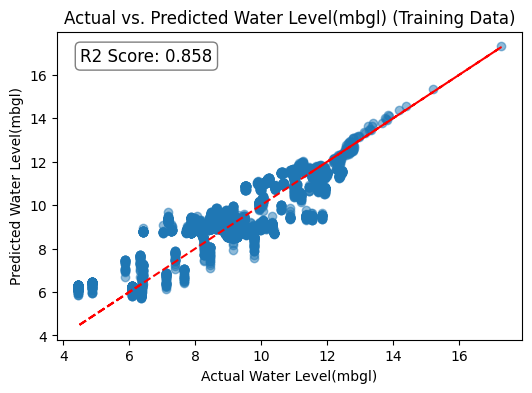 Actual vs. Predicted Water Level(mbgl) (Training Data)
R2 Score: 0.858
Predicted Water Level(mbgl)
16
14
12
10
8
6
4
4 6 8 10 12 14 16
Actual Water Level(mbgl)